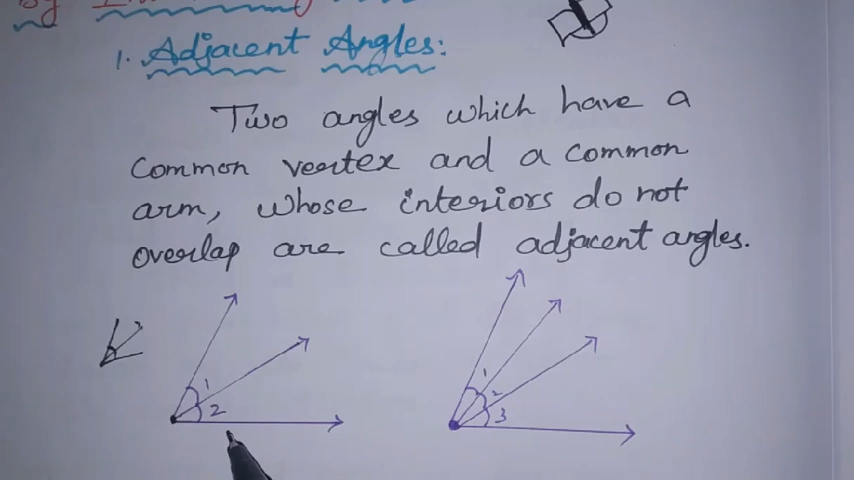 By
1. Adjacent Angles:
Two angles which have a
common vertex and a common
arm, whose interiors do not
overlap are called adjacent angles.
1
2
1
2
3